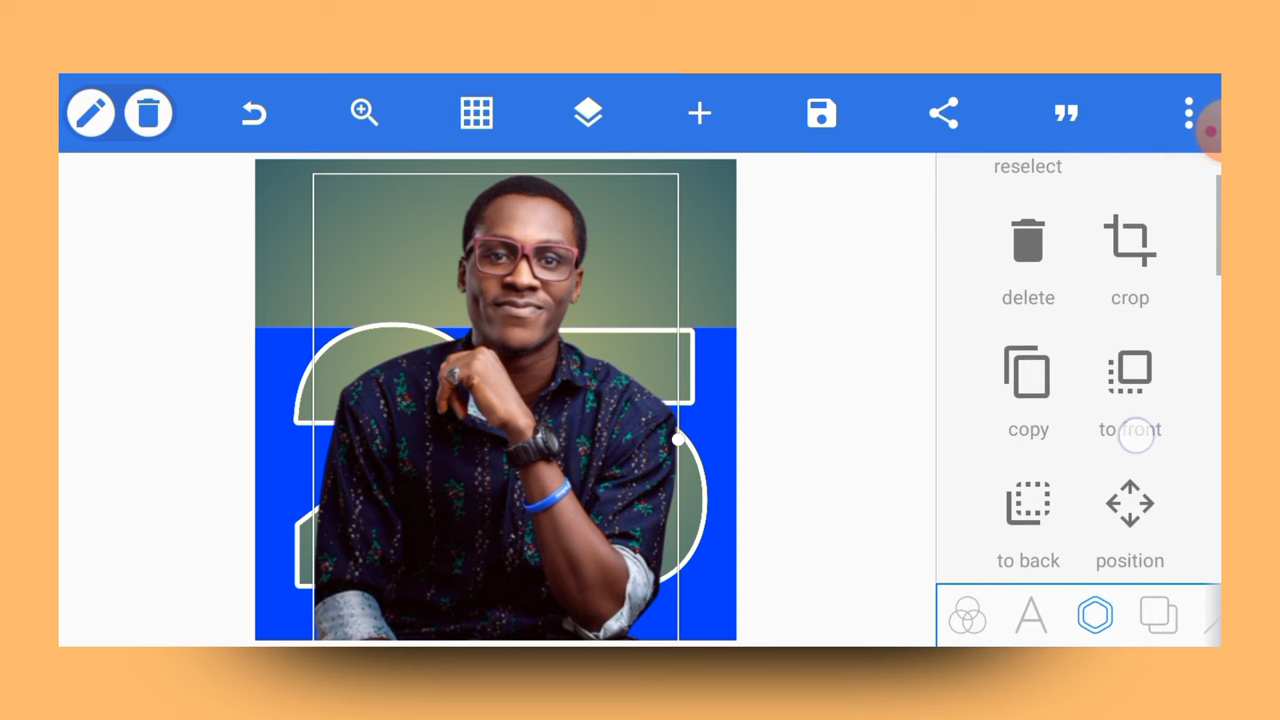 reselect
delete crop
copy to front
to back position